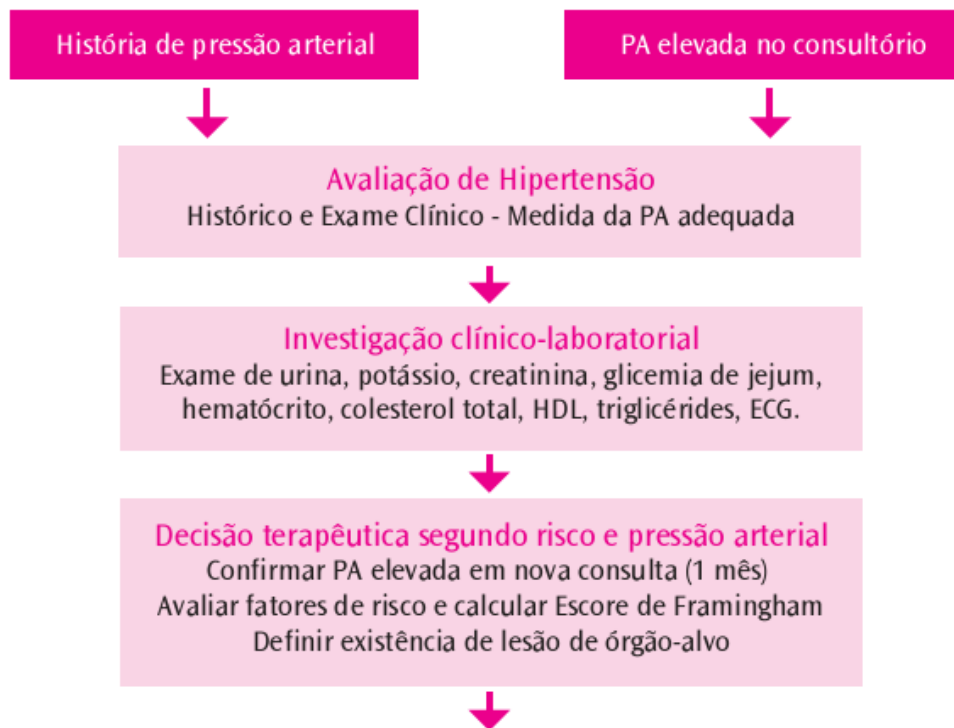 História de pressão arterial
PA elevada no consultório
Avaliação de Hipertensão
Histórico e Exame Clínico - Medida da PA adequada
Investigação clínico-laboratorial
Exame de urina, potássio, creatinina, glicemia de jejum,
hematócrito, colesterol total, HDL, triglicérides, ECG.
Decisão terapêutica segundo risco e pressão arterial
Confirmar PA elevada em nova consulta (1 mês)
Avaliar fatores de risco e calcular Escore de Framingham
Definir existência de lesão de órgão-alvo